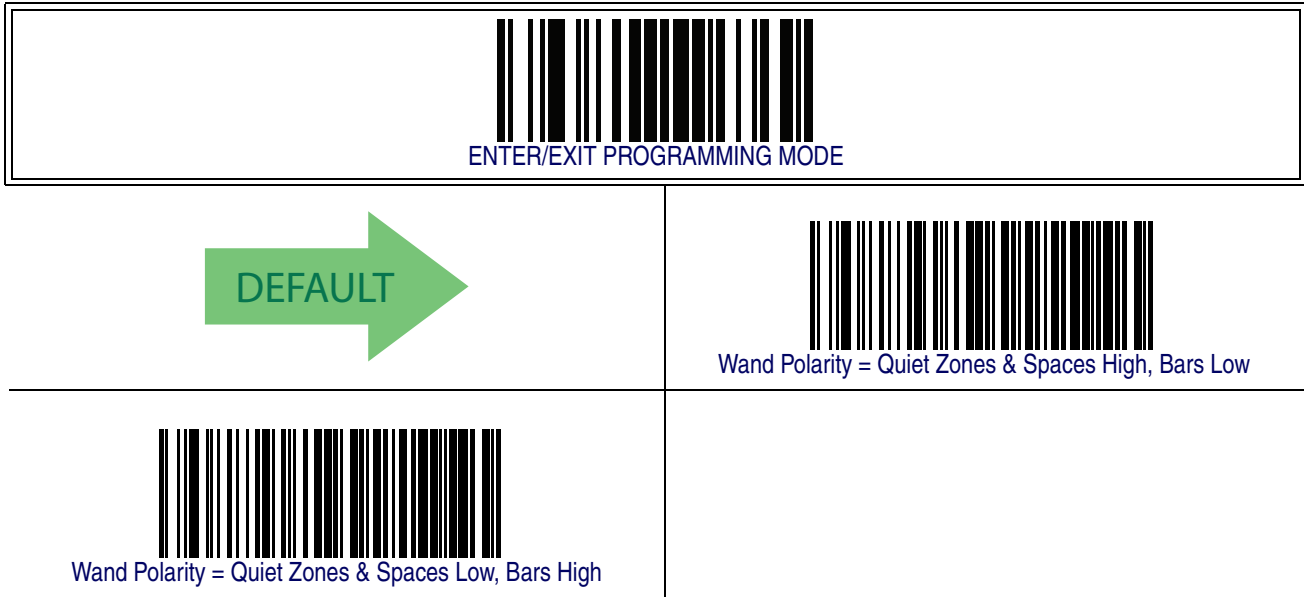 ENTER/EXIT PROGRAMMING MODE
DEFAULT
Wand Polarity = Quiet Zones & Spaces High, Bars Low
Wand Polarity = Quiet Zones & Spaces Low, Bars High